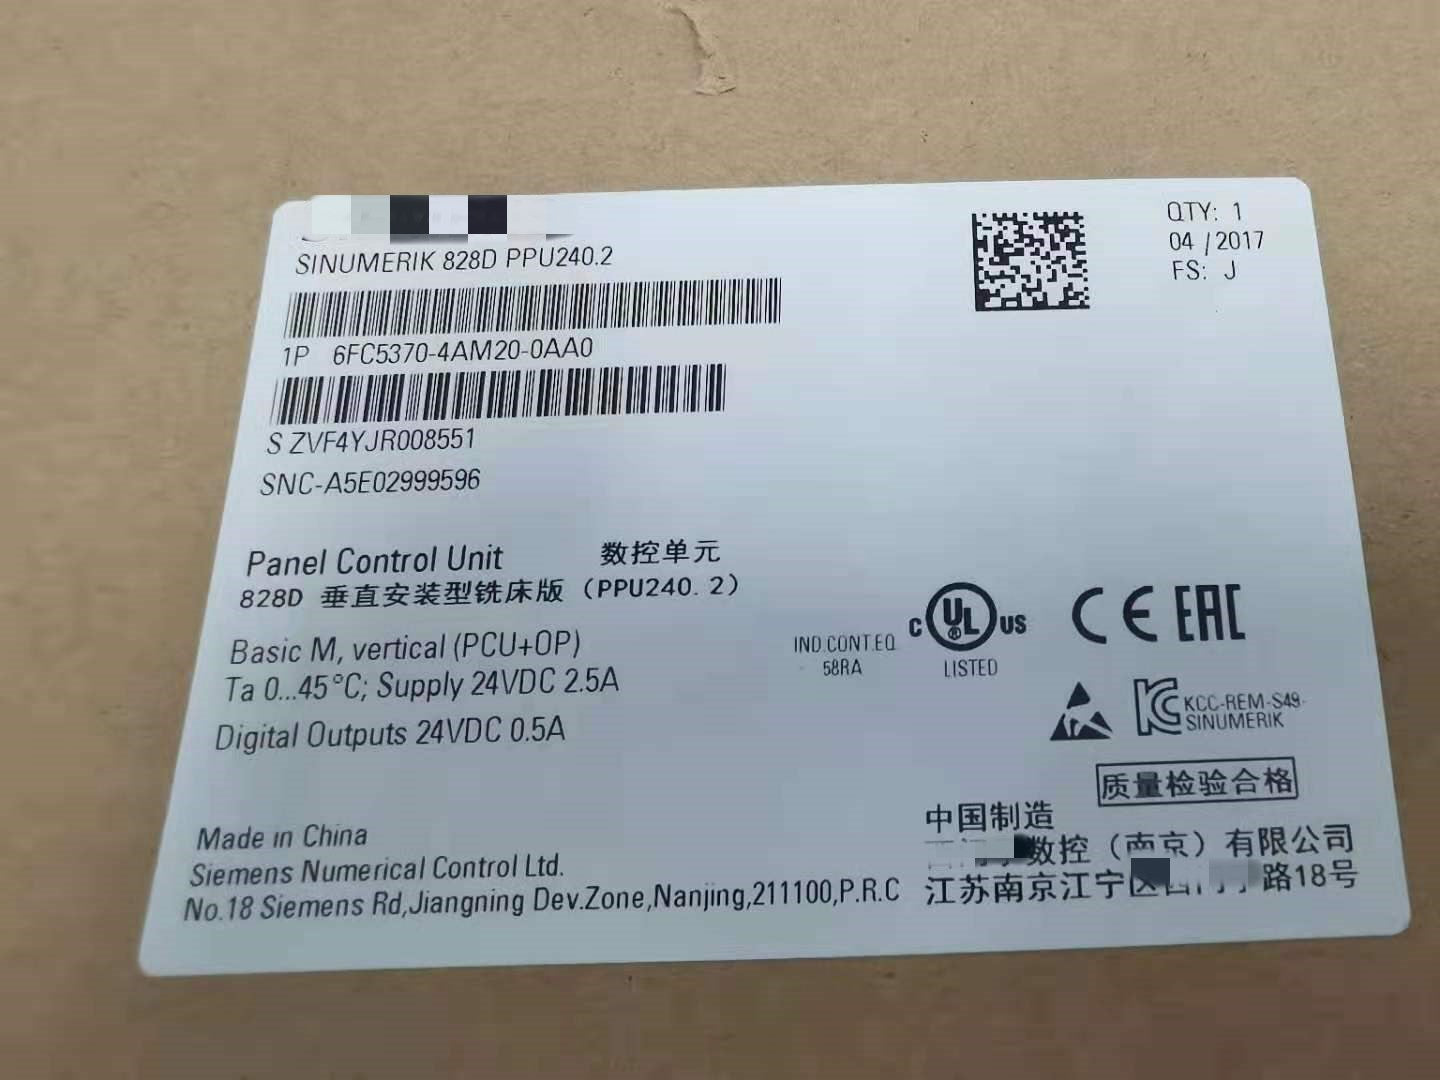 SINUMERIK 828D PPU240.2
QTY: 1
04 /2017
FS: J
1P 6FC5370-4AM20-0AA0
S ZVF4YJR008551
SNC-A5E02999596
Panel Control Unit 数控单元
828D 垂直安装型铣床版（PPU240.2）
Basic M, vertical (PCU+OP)
Ta 0...45°C; Supply 24VDC 2.5A
Digital Outputs 24VDC 0.5A
IND.CONT.EQ.
58RA
C UL ® US
LISTED
CE EAC
KC KCC-REM-S49-
SINUMERIK
质量检验合格
Made in China
Siemens Numerical Control Ltd.
No.18 Siemens Rd,Jiangning Dev.Zone,Nanjing,211100,P.R.C
中国制造
数控（南京）有限公司
江苏南京江宁区 路18号